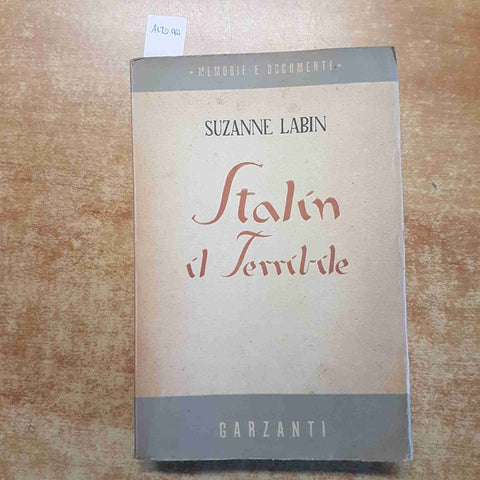 • MEMORIE E DOCUMENTI •
SUZANNE LABIN
Stalin
il Terribile
GARZANTI